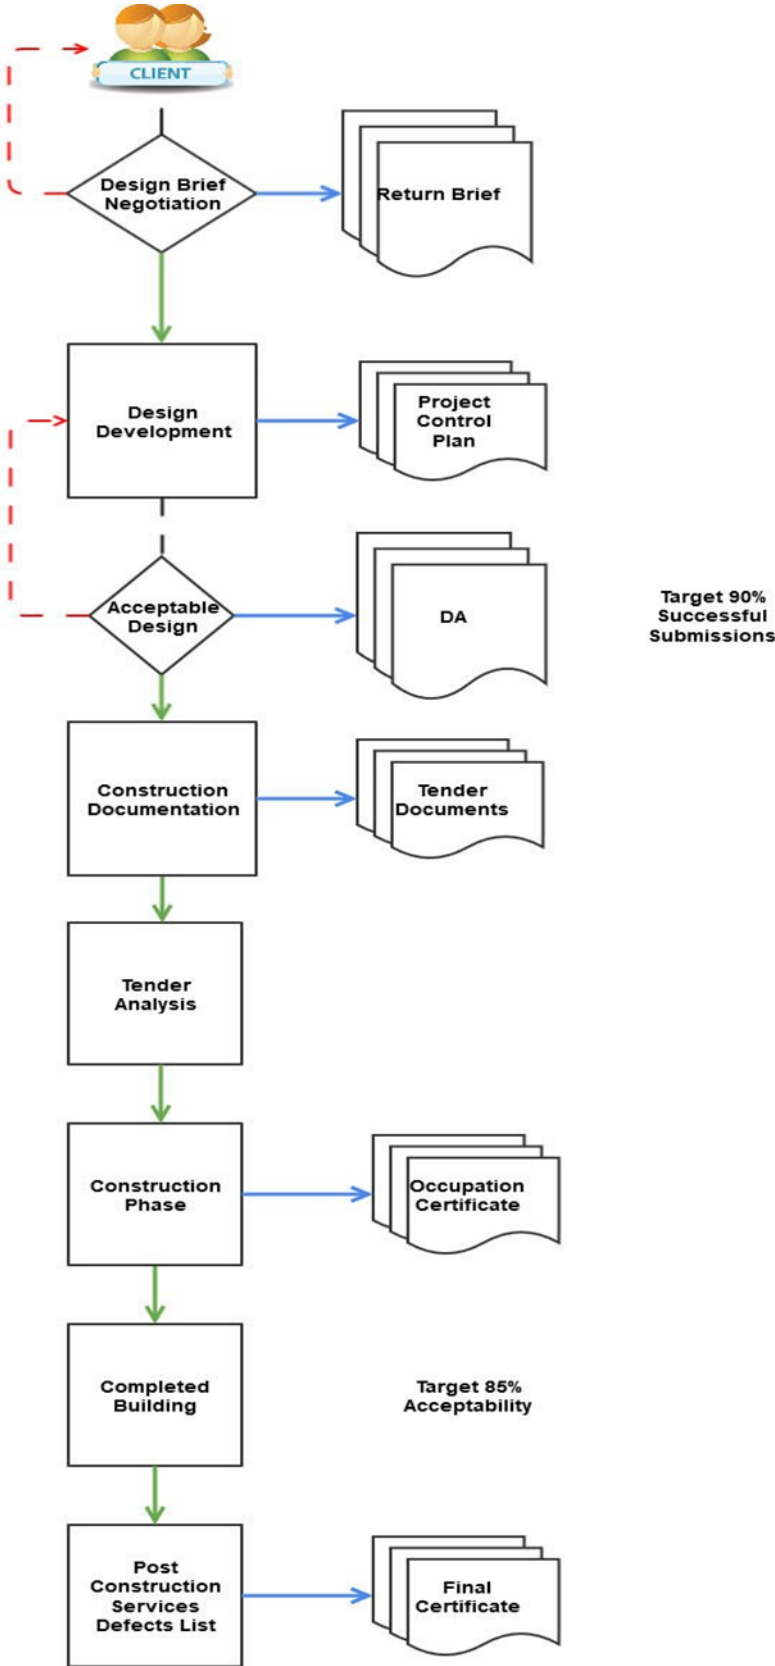 CLIENT
Design Brief
Negotiation
Return Brief
Design
Development
Project
Control
Plan
Acceptable
Design
DA
Target 90%
Successful
Submissions
Construction
Documentation
Tender
Documents
Tender
Analysis
Construction
Phase
Occupation
Certificate
Completed
Building
Target 85%
Acceptability
Post
Construction
Services
Defects List
Final
Certificate